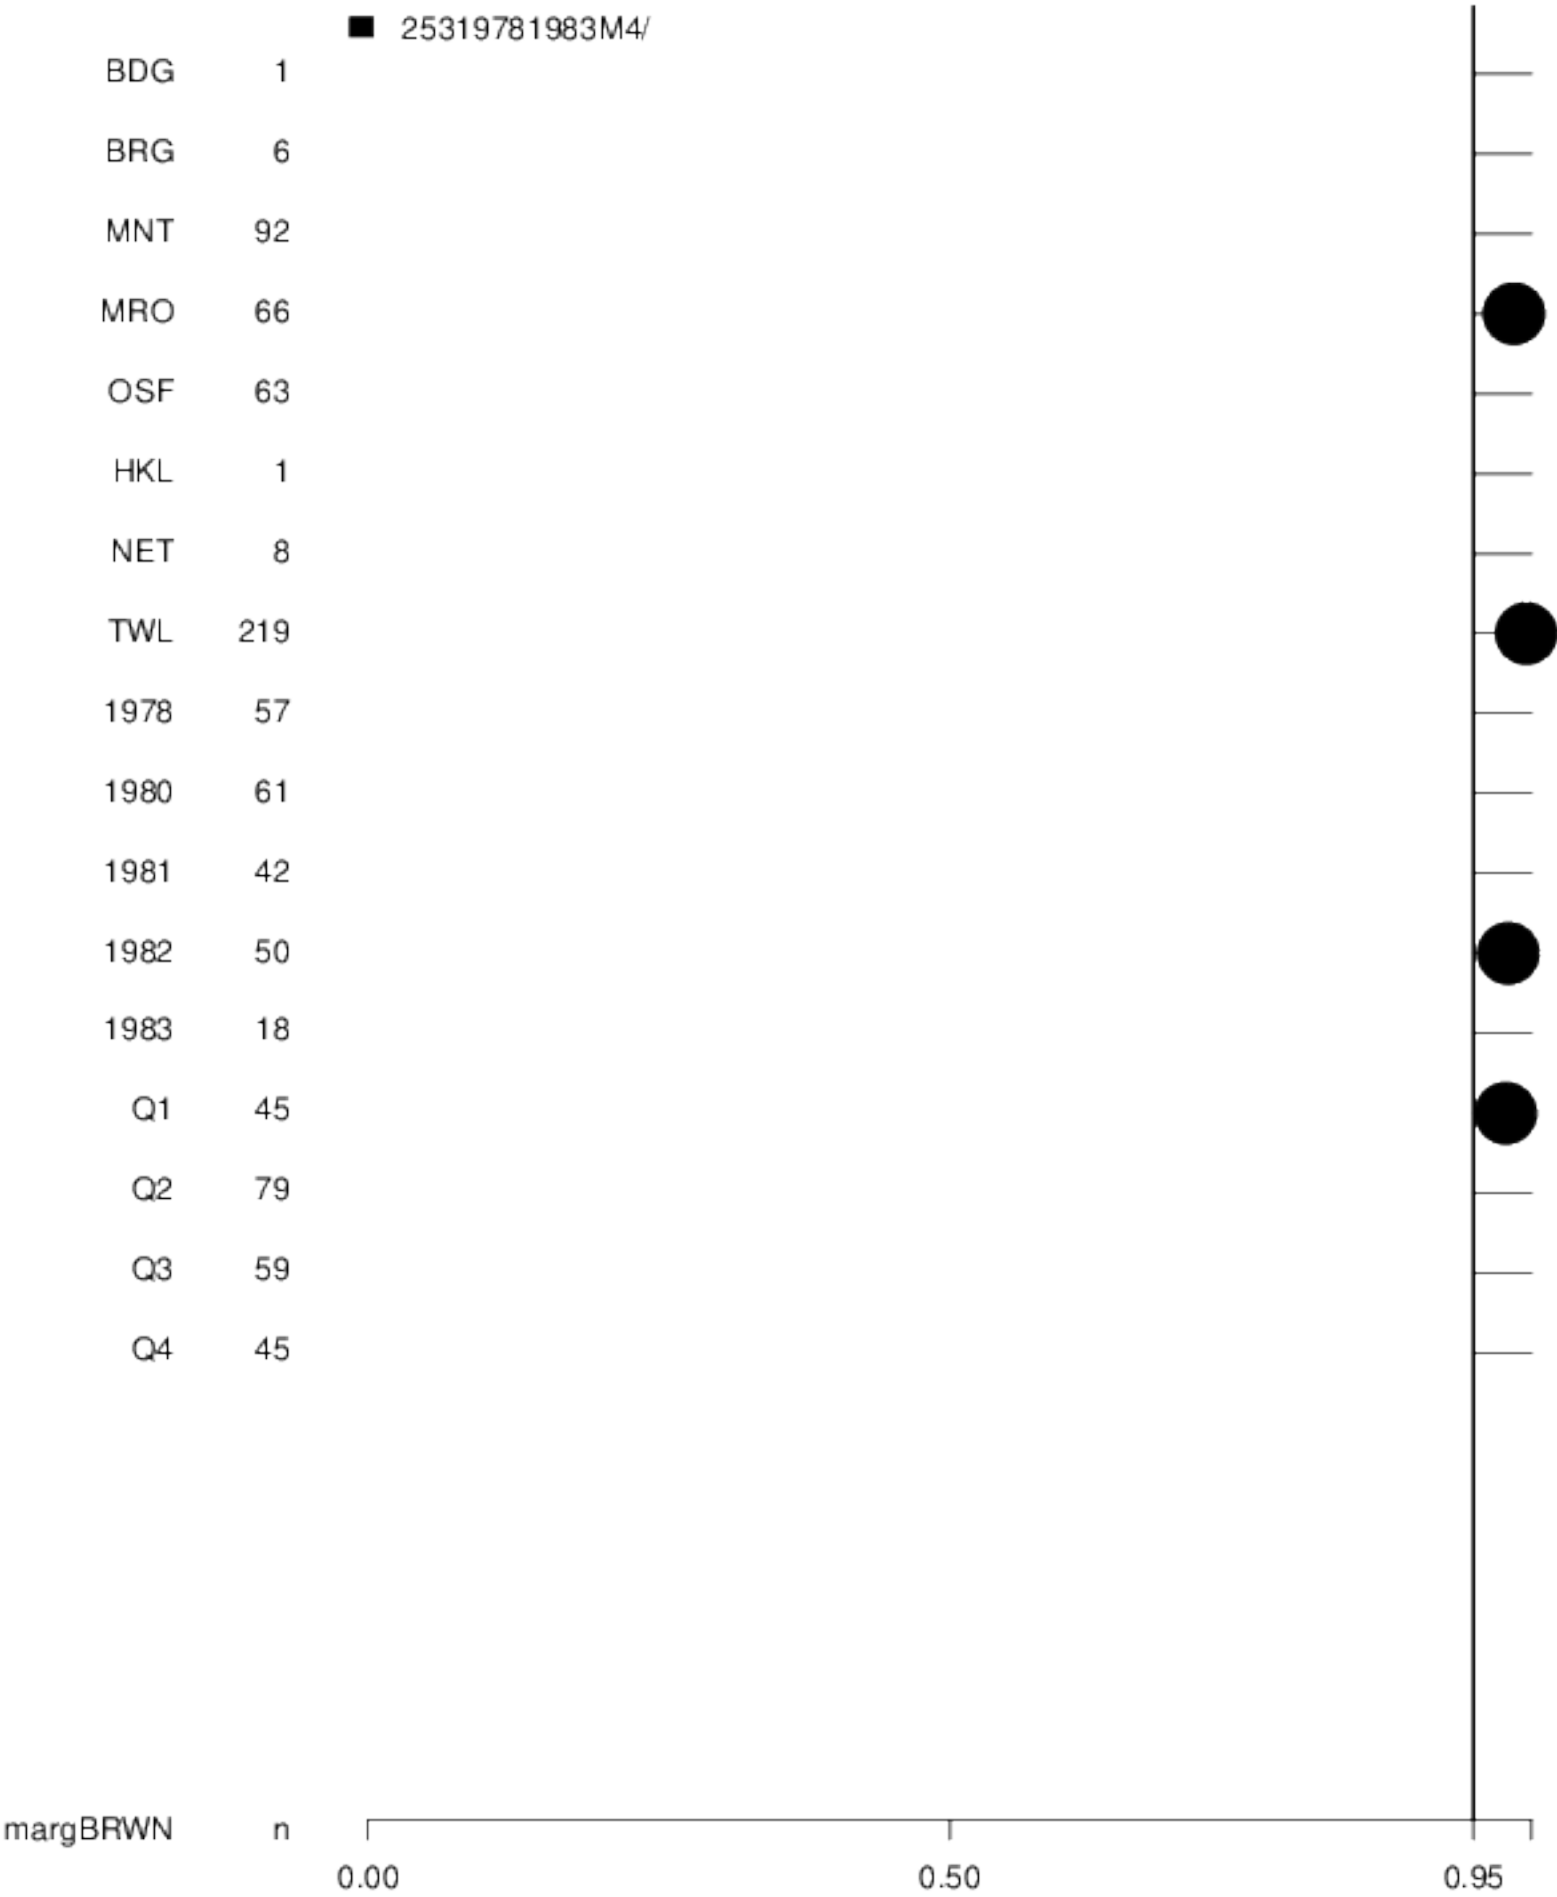 25319781983M4/
BDG 1
BRG 6
MNT 92
MRO 66
OSF 63
HKL 1
NET 8
TWL 219
1978 57
1980 61
1981 42
1982 50
1983 18
Q1 45
Q2 79
Q3 59
Q4 45
margBRWN n
0.00 0.50 0.95